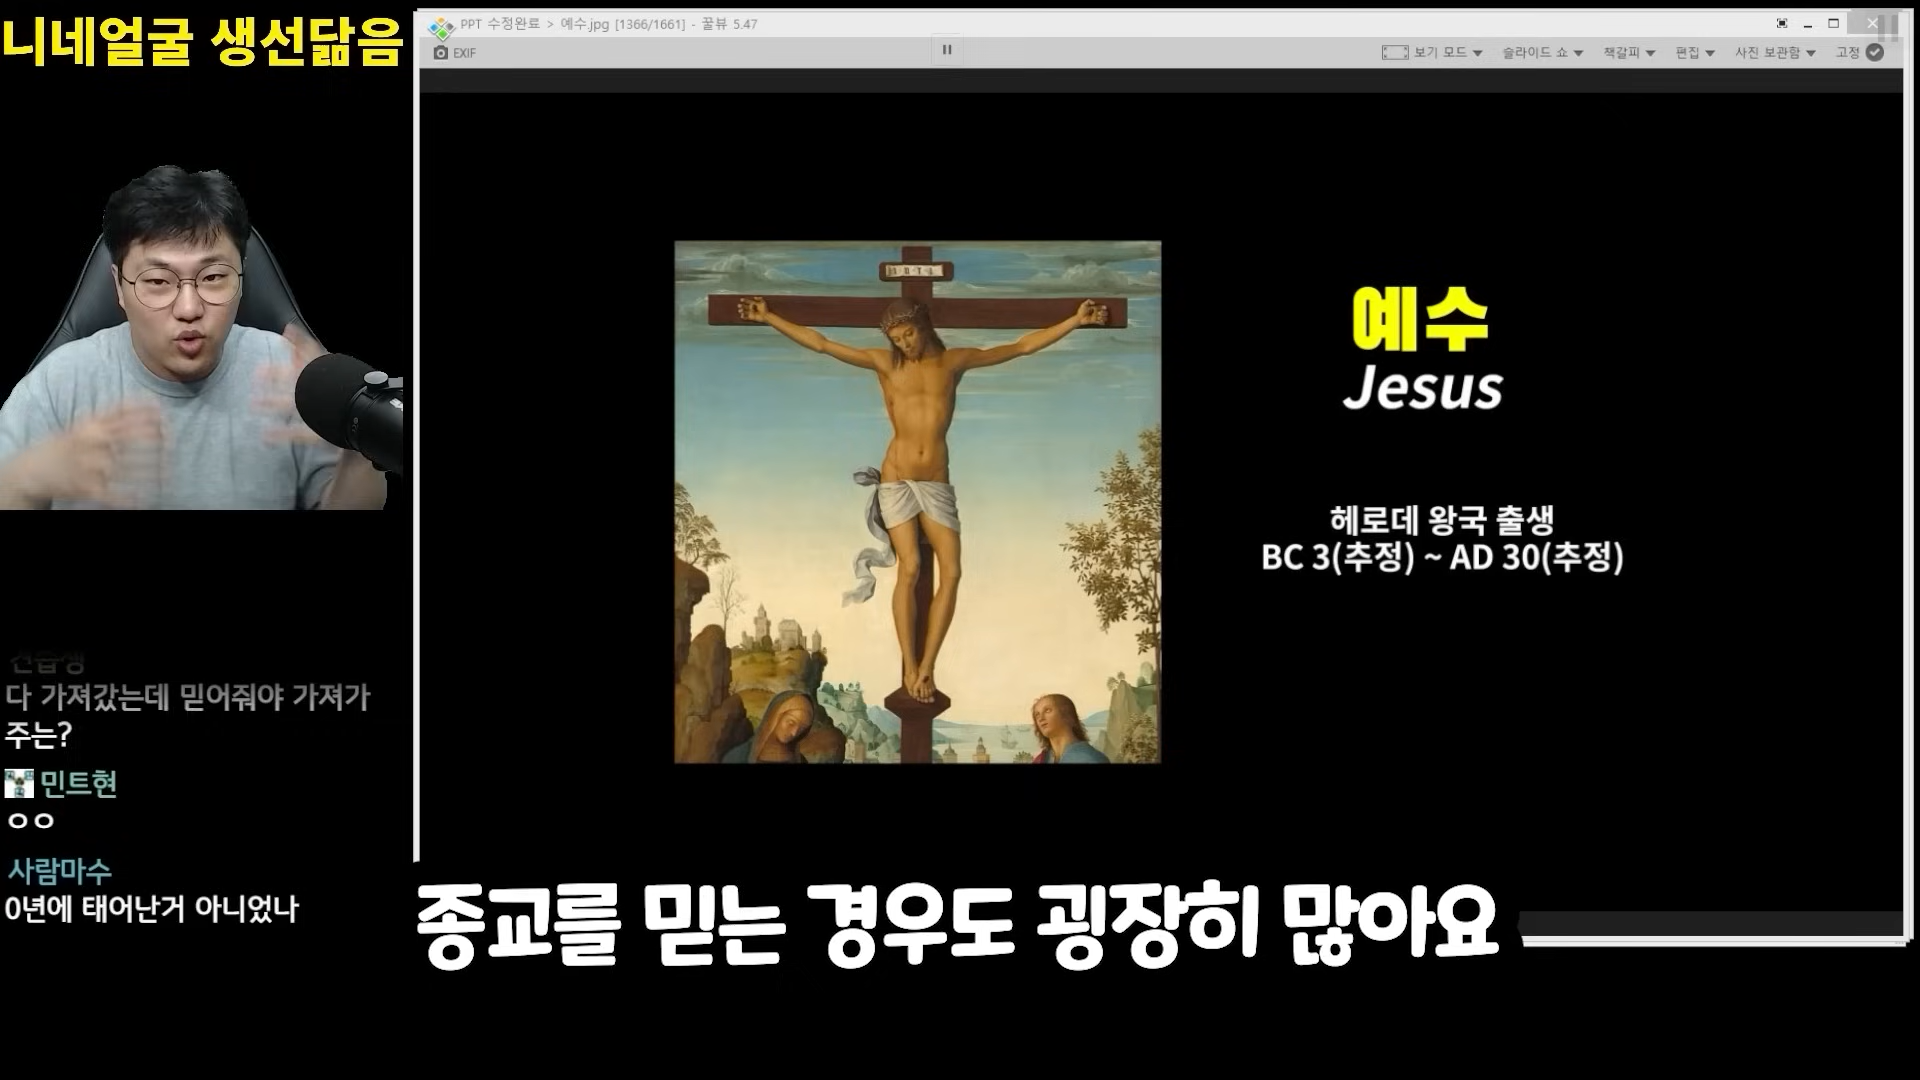 니네얼굴 생선닮음
PPT 수정완료 > 예수.jpg [1366/1661] - 꿀뷰 5.47
EXIF
보기 모드 슬라이드 쇼 책갈피 편집 사진 보관함 고정
예수
Jesus
헤로데 왕국 출생
BC 3(추정) ~ AD 30(추정)
다 가져갔는데 믿어줘야 가져가
주는?
민트현
ㅇㅇ
사람마수
0년에 태어난거 아니었나
종교를 믿는 경우도 굉장히 많아요